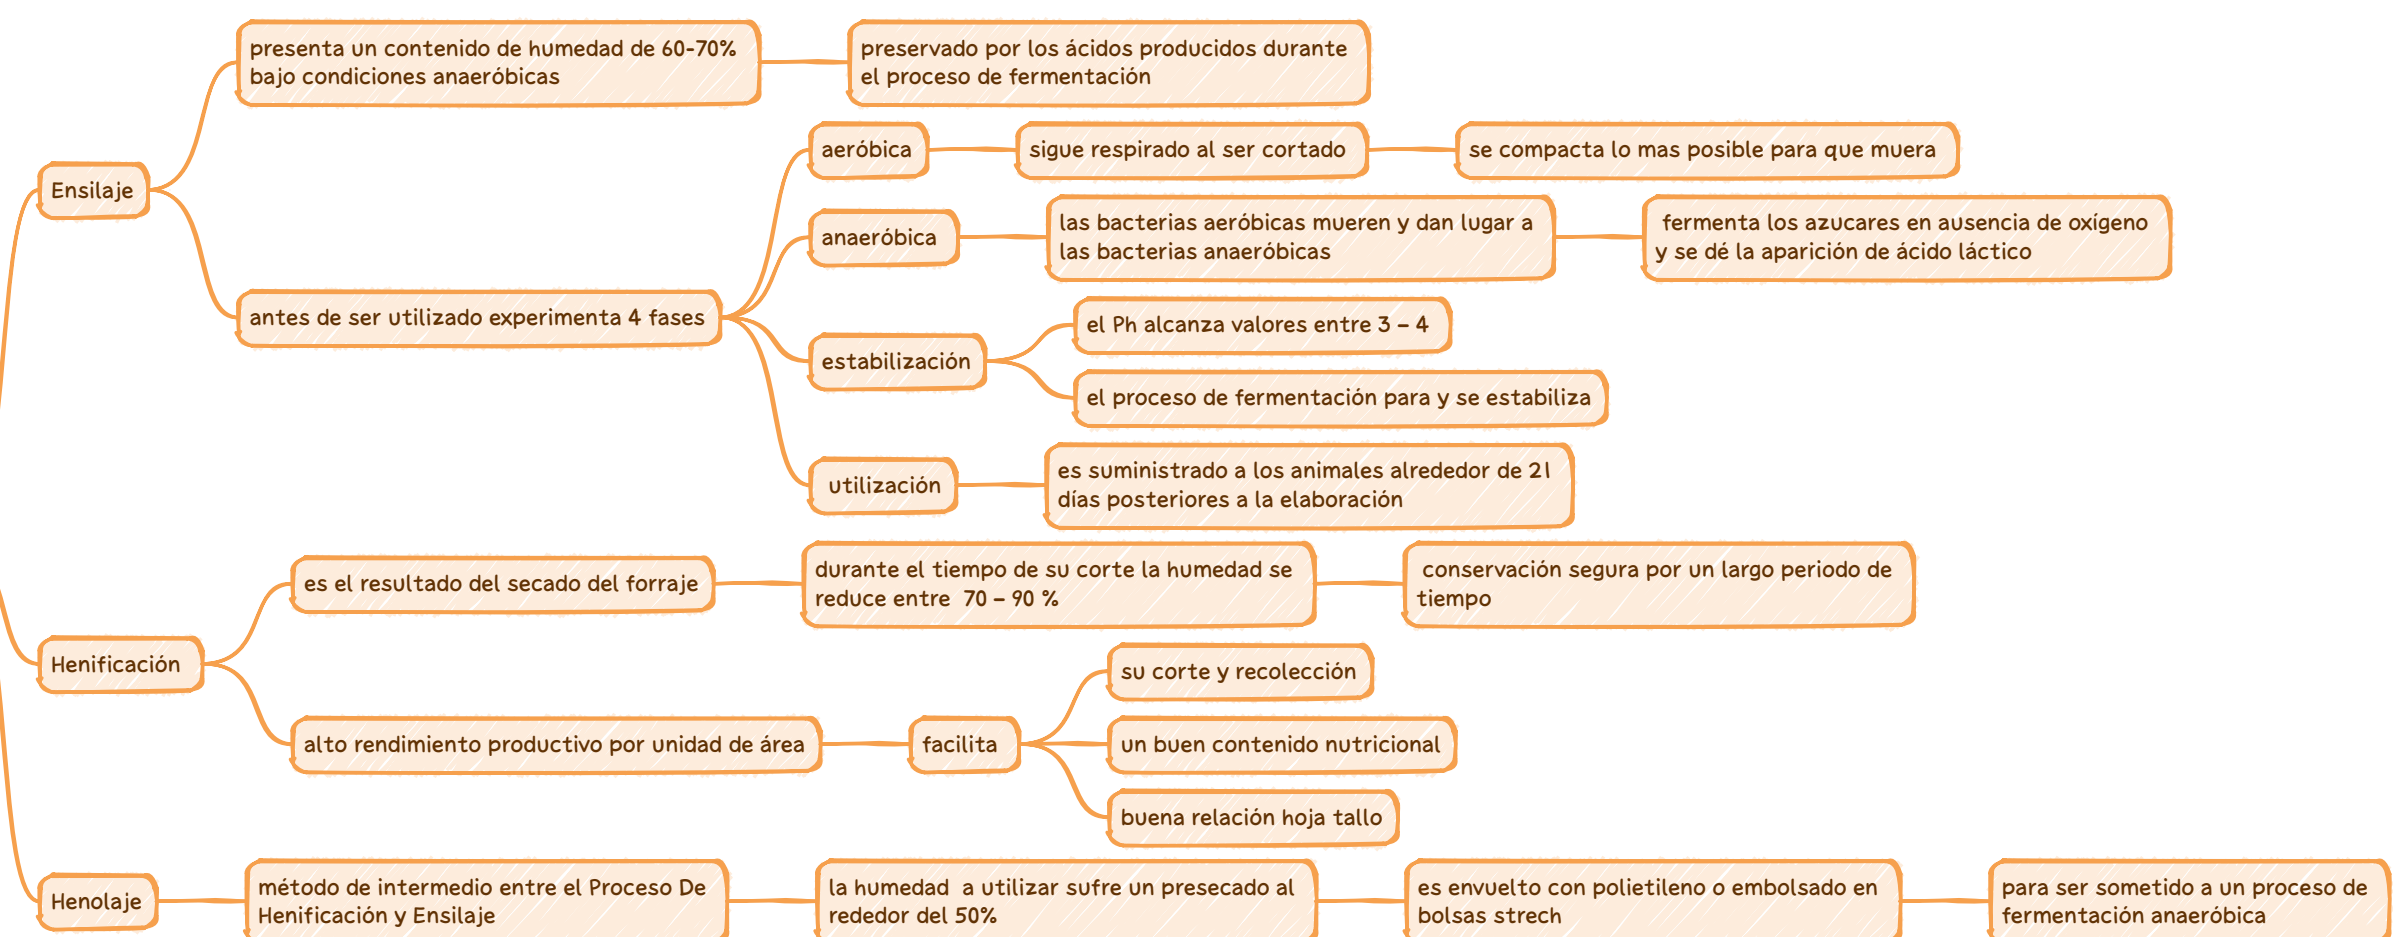 presenta un contenido de humedad de 60-70%
bajo condiciones anaeróbicas
preservado por los ácidos producidos durante
el proceso de fermentación
Ensilaje
antes de ser utilizado experimenta 4 fases
aeróbica
sigue respirado al ser cortado
se compacta lo mas posible para que muera
anaeróbica
las bacterias aeróbicas mueren y dan lugar a
las bacterias anaeróbicas
fermenta los azucares en ausencia de oxígeno
y se dé la aparición de ácido láctico
estabilización
el Ph alcanza valores entre 3 – 4
el proceso de fermentación para y se estabiliza
utilización
es suministrado a los animales alrededor de 21
días posteriores a la elaboración
Henificación
es el resultado del secado del forraje
durante el tiempo de su corte la humedad se
reduce entre 70 – 90 %
conservación segura por un largo periodo de
tiempo
alto rendimiento productivo por unidad de área
facilita
su corte y recolección
un buen contenido nutricional
buena relación hoja tallo
Henolaje
método de intermedio entre el Proceso De
Henificación y Ensilaje
la humedad a utilizar sufre un presecado al
rededor del 50%
es envuelto con polietileno o embolsado en
bolsas strech
para ser sometido a un proceso de
fermentación anaeróbica